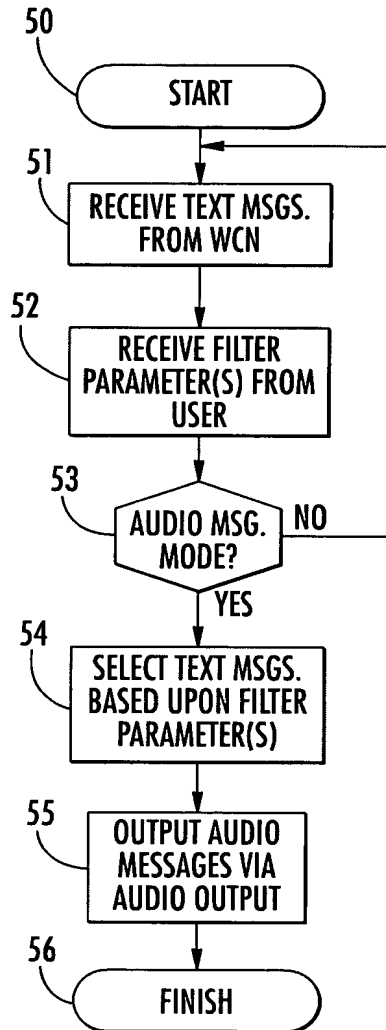 50
START
51
RECEIVE TEXT MSGS.
FROM WCN
52
RECEIVE FILTER
PARAMETER(S) FROM
USER
53
AUDIO MSG.
MODE?
NO
YES
54
SELECT TEXT MSGS.
BASED UPON FILTER
PARAMETER(S)
55
OUTPUT AUDIO
MESSAGES VIA
AUDIO OUTPUT
56
FINISH